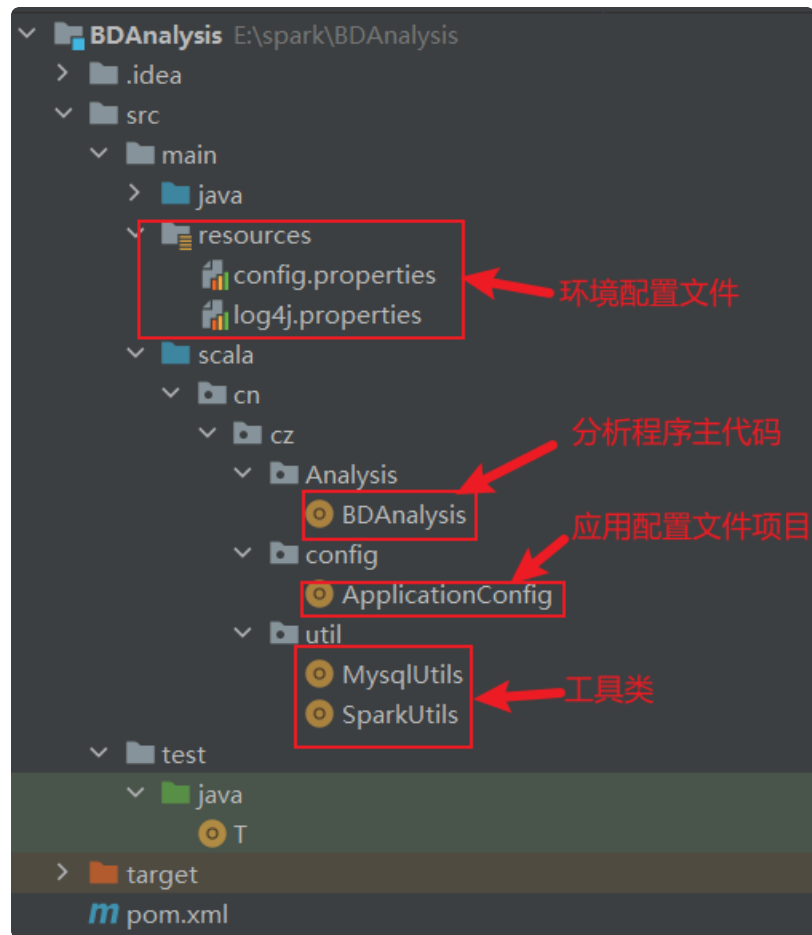 BDAnalysis E:\spark\BDAnalysis
.idea
src
main
java
resources
config.properties
环境配置文件
log4j.properties
scala
cn
cz
分析程序主代码
Analysis
BDAnalysis
应用配置文件项目
config
ApplicationConfig
util
MysqlUtils
工具类
SparkUtils
test
java
T
target
pom.xml